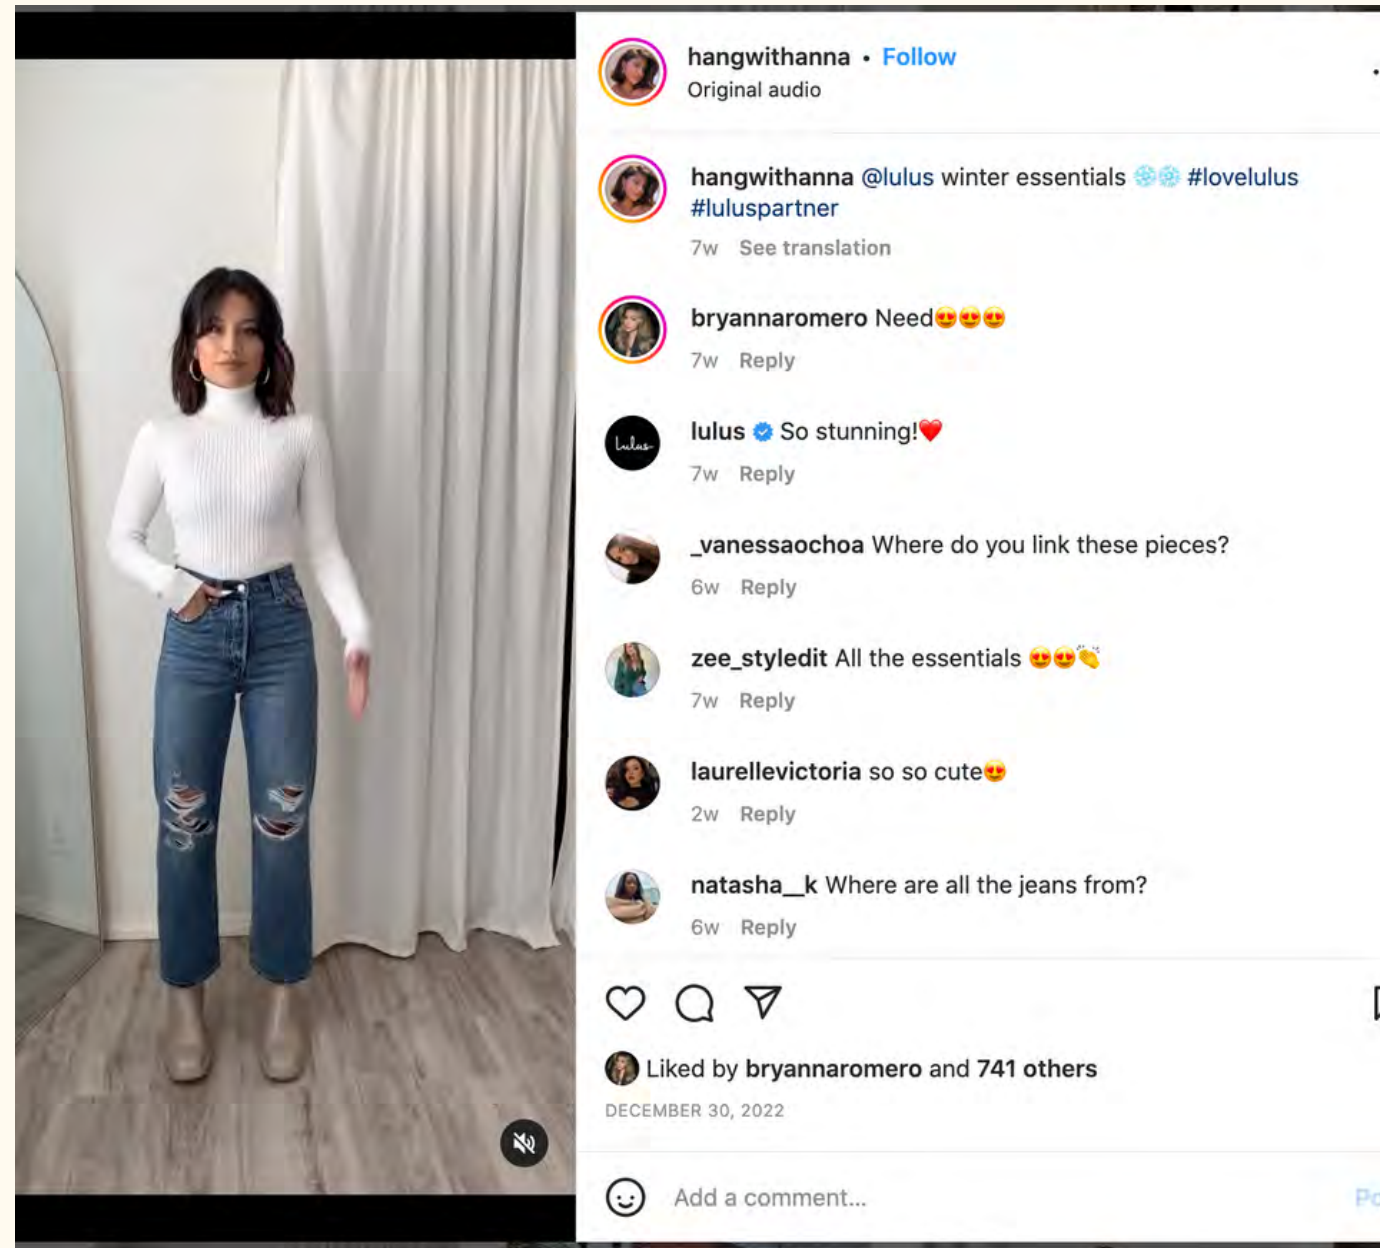 hangwithanna • Follow
Original audio
hangwithanna @lulus winter essentials ❄️❄️ #lovelulus
#luluspartner
7w See translation
bryannaromero Need😍😍😍
7w Reply
lulus
lulus So stunning!❤️
7w Reply
_vanessaochoa Where do you link these pieces?
6w Reply
zee_styledit All the essentials 😍😍👏
7w Reply
laurellevictoria so so cute😍
2w Reply
natasha__k Where are all the jeans from?
6w Reply
Liked by bryannaromero and 741 others
DECEMBER 30, 2022
Add a comment...